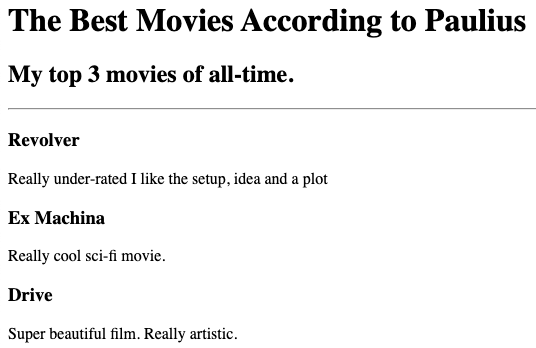 The Best Movies According to Paulius
My top 3 movies of all-time.
Revolver
Really under-rated I like the setup, idea and a plot
Ex Machina
Really cool sci-fi movie.
Drive
Super beautiful film. Really artistic.